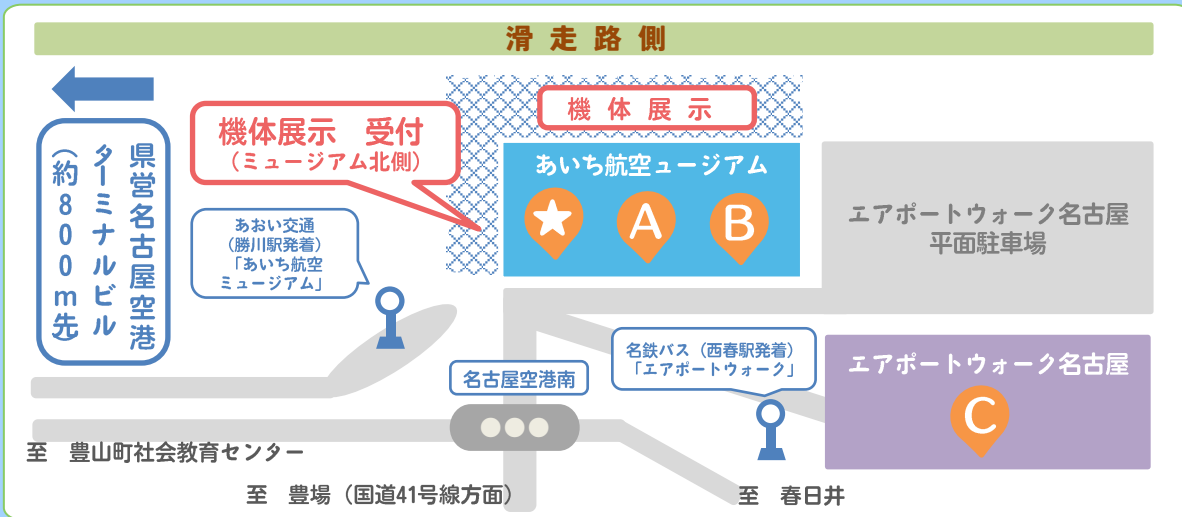 滑走路側
機体展示
機体展示　受付
（ミュージアム北側）
県営名古屋空港
ターミナルビル
（約８００ｍ先）
あいち航空ュージアム
★ A B
エアポートウォーク名古屋
平面駐車場
あおい交通
（勝川駅発着）
「あいち航空
ミュージアム」
名鉄バス（西春駅発着）
「エアポートウォーク」
エアポートウォーク名古屋
C
名古屋空港南
至　豊山町社会教育センター
至　豊場（国道41号線方面）
至　春日井